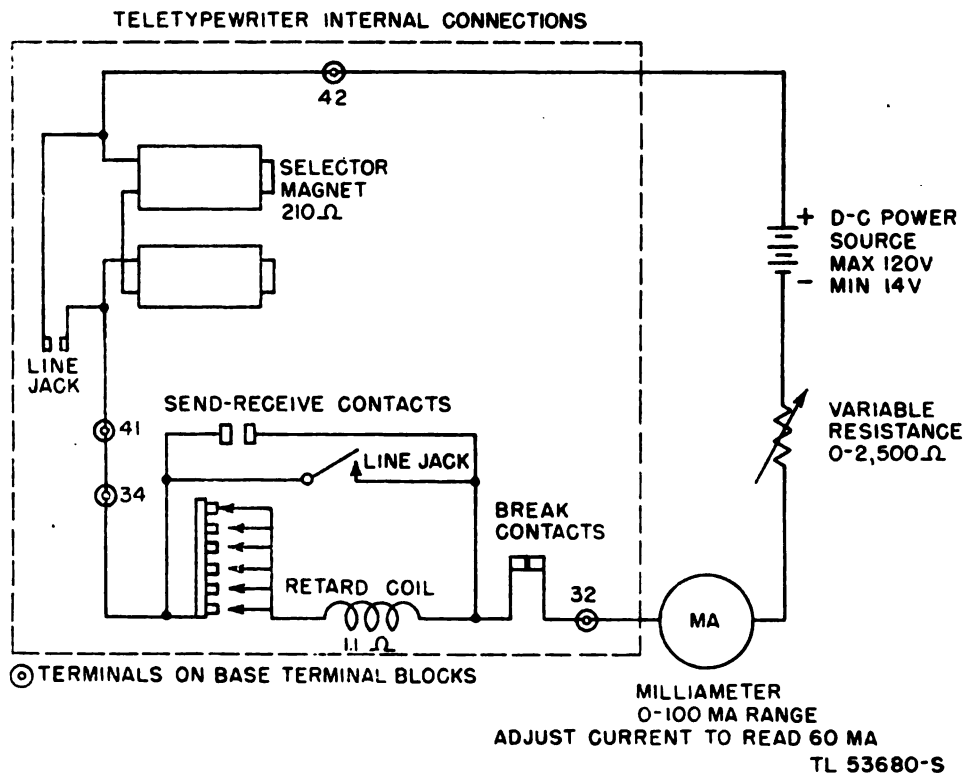 TELETYPEWRITER INTERNAL CONNECTIONS
42
SELECTOR
MAGNET
210Ω
+ D-C POWER
SOURCE
MAX 120V
- MIN 14V
LINE
JACK
SEND-RECEIVE CONTACTS
41
LINE JACK
34
VARIABLE
RESISTANCE
0-2,500Ω
BREAK
CONTACTS
RETARD COIL
1.1 Ω
32
MA
TERMINALS ON BASE TERMINAL BLOCKS
MILLIAMETER
0-100 MA RANGE
ADJUST CURRENT TO READ 60 MA
TL 53680-S